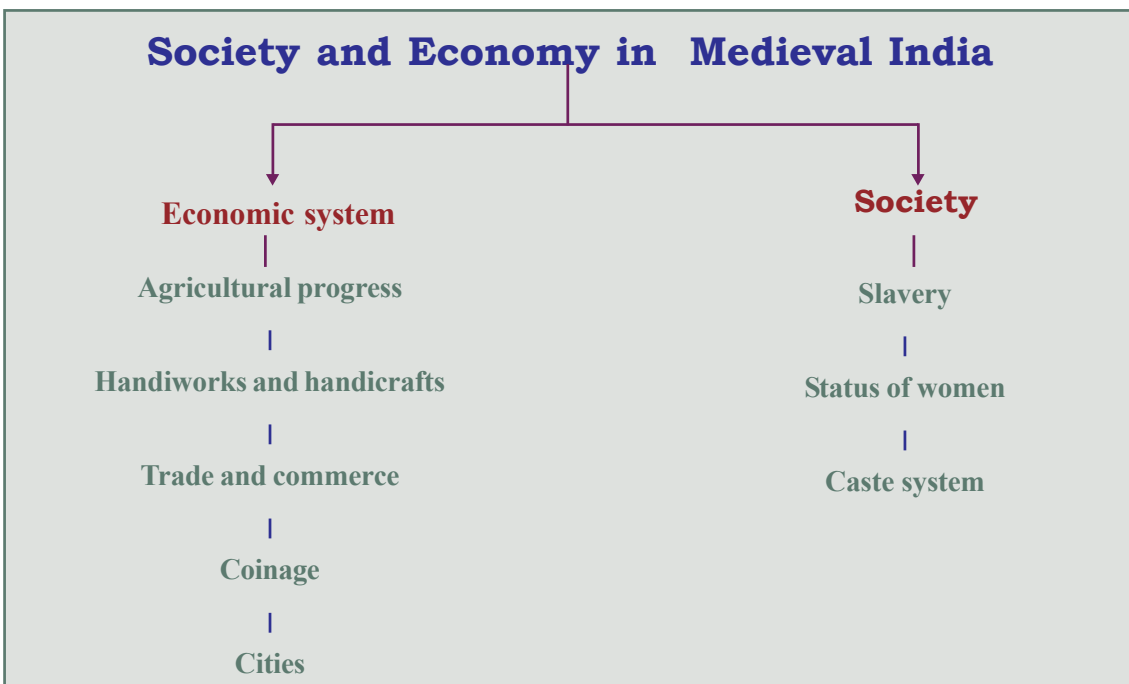 Society and Economy in Medieval India
Economic system
Agricultural progress
Handiworks and handicrafts
Trade and commerce
Coinage
Cities
Society
Slavery
Status of women
Caste system